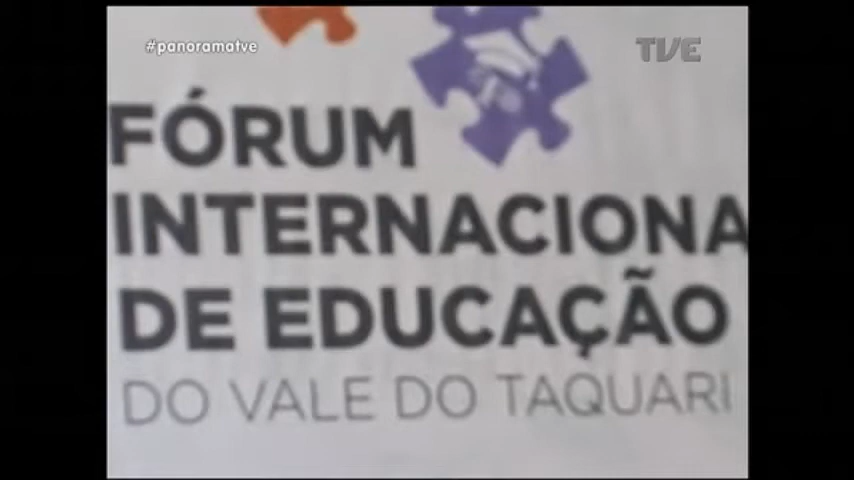 #panoramatve
TVE
FÓRUM
INTERNACIONA
DE EDUCAÇÃO
DO VALE DO TAQUARI